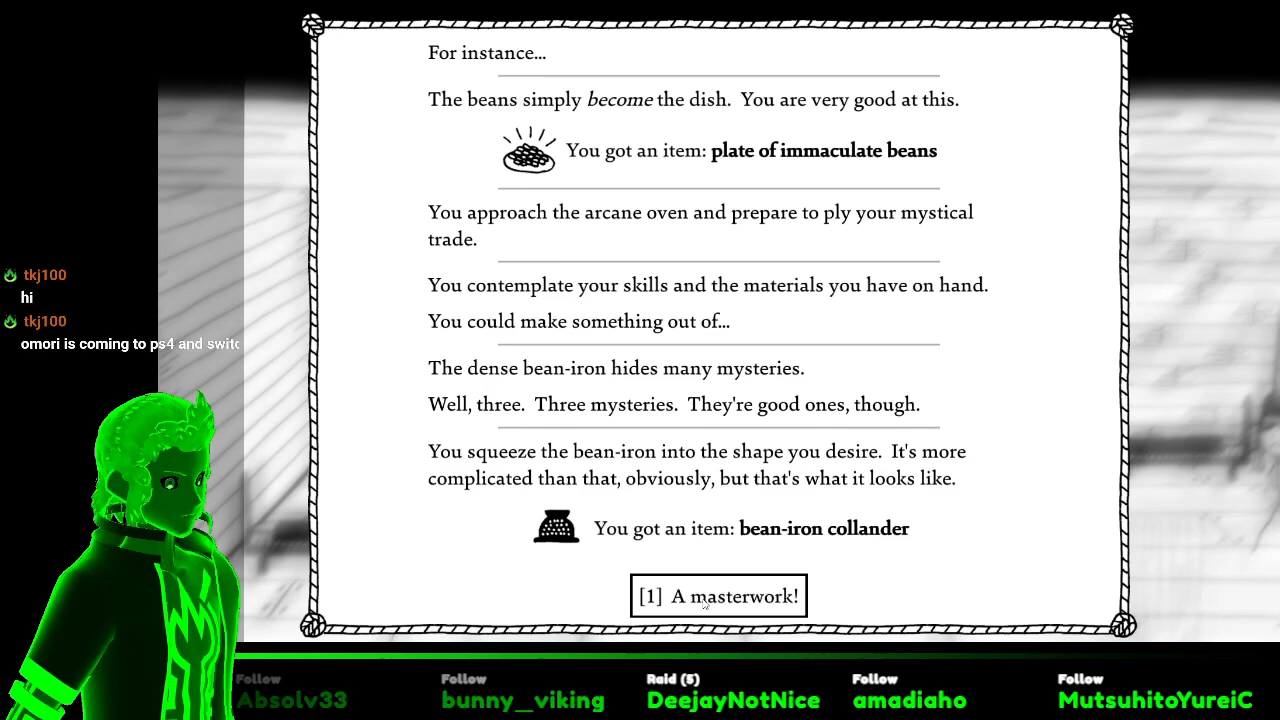 For instance...
The beans simply become the dish. You are very good at this.
You got an item: plate of immaculate beans
You approach the arcane oven and prepare to ply your mystical
trade.
You contemplate your skills and the materials you have on hand.
You could make something out of...
The dense bean-iron hides many mysteries.
Well, three. Three mysteries. They're good ones, though.
You squeeze the bean-iron into the shape you desire. It's more
complicated than that, obviously, but that's what it looks like.
You got an item: bean-iron collander
[1] A masterwork!
tkj100
hi
tkj100
omori is coming to ps4 and switc
Follow
Absolv33
Follow
bunny_viking
Raid (5)
DeejayNotNice
Follow
amadiaho
Follow
MutsuhitoYureiC